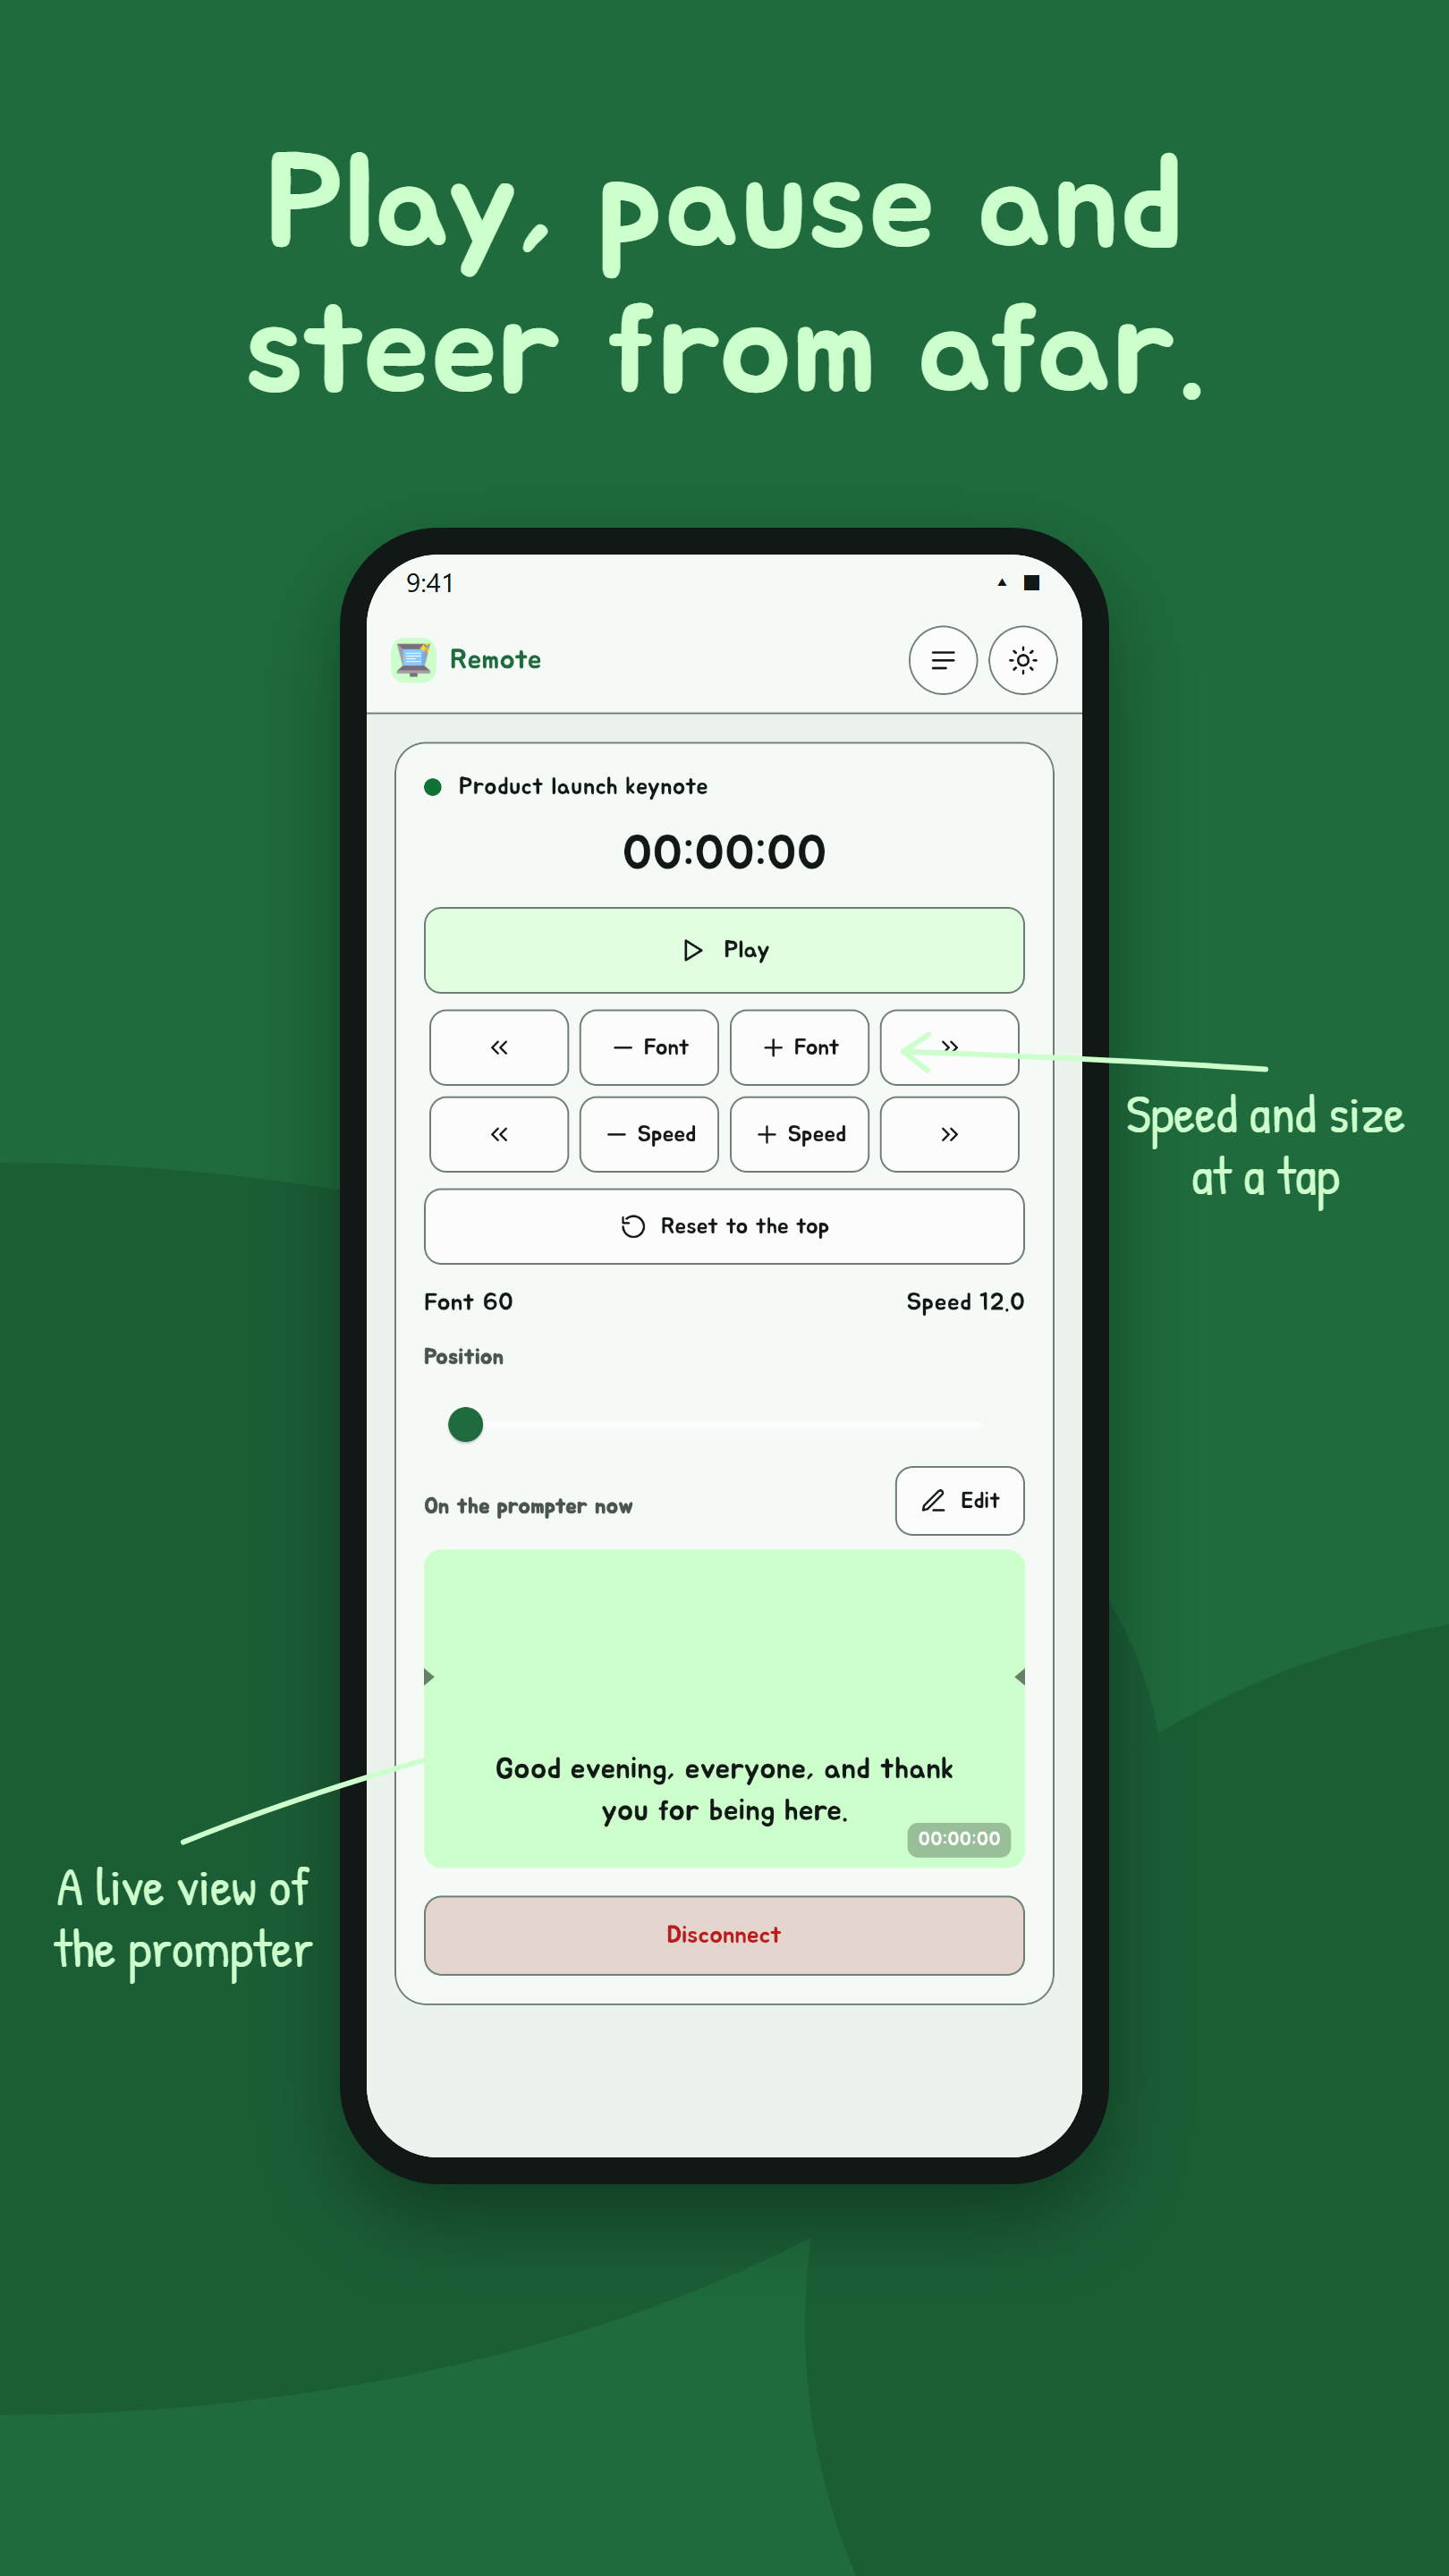 Play, pause and
steer from afar.
9:41
Remote
Product launch keynote
00:00:00
Play
« — Font + Font »
« — Speed + Speed »
Speed and size
at a tap
Reset to the top
Font 60 Speed 12.0
Position
On the prompter now Edit
Good evening, everyone, and thank
you for being here.
00:00:00
A live view of
the prompter
Disconnect